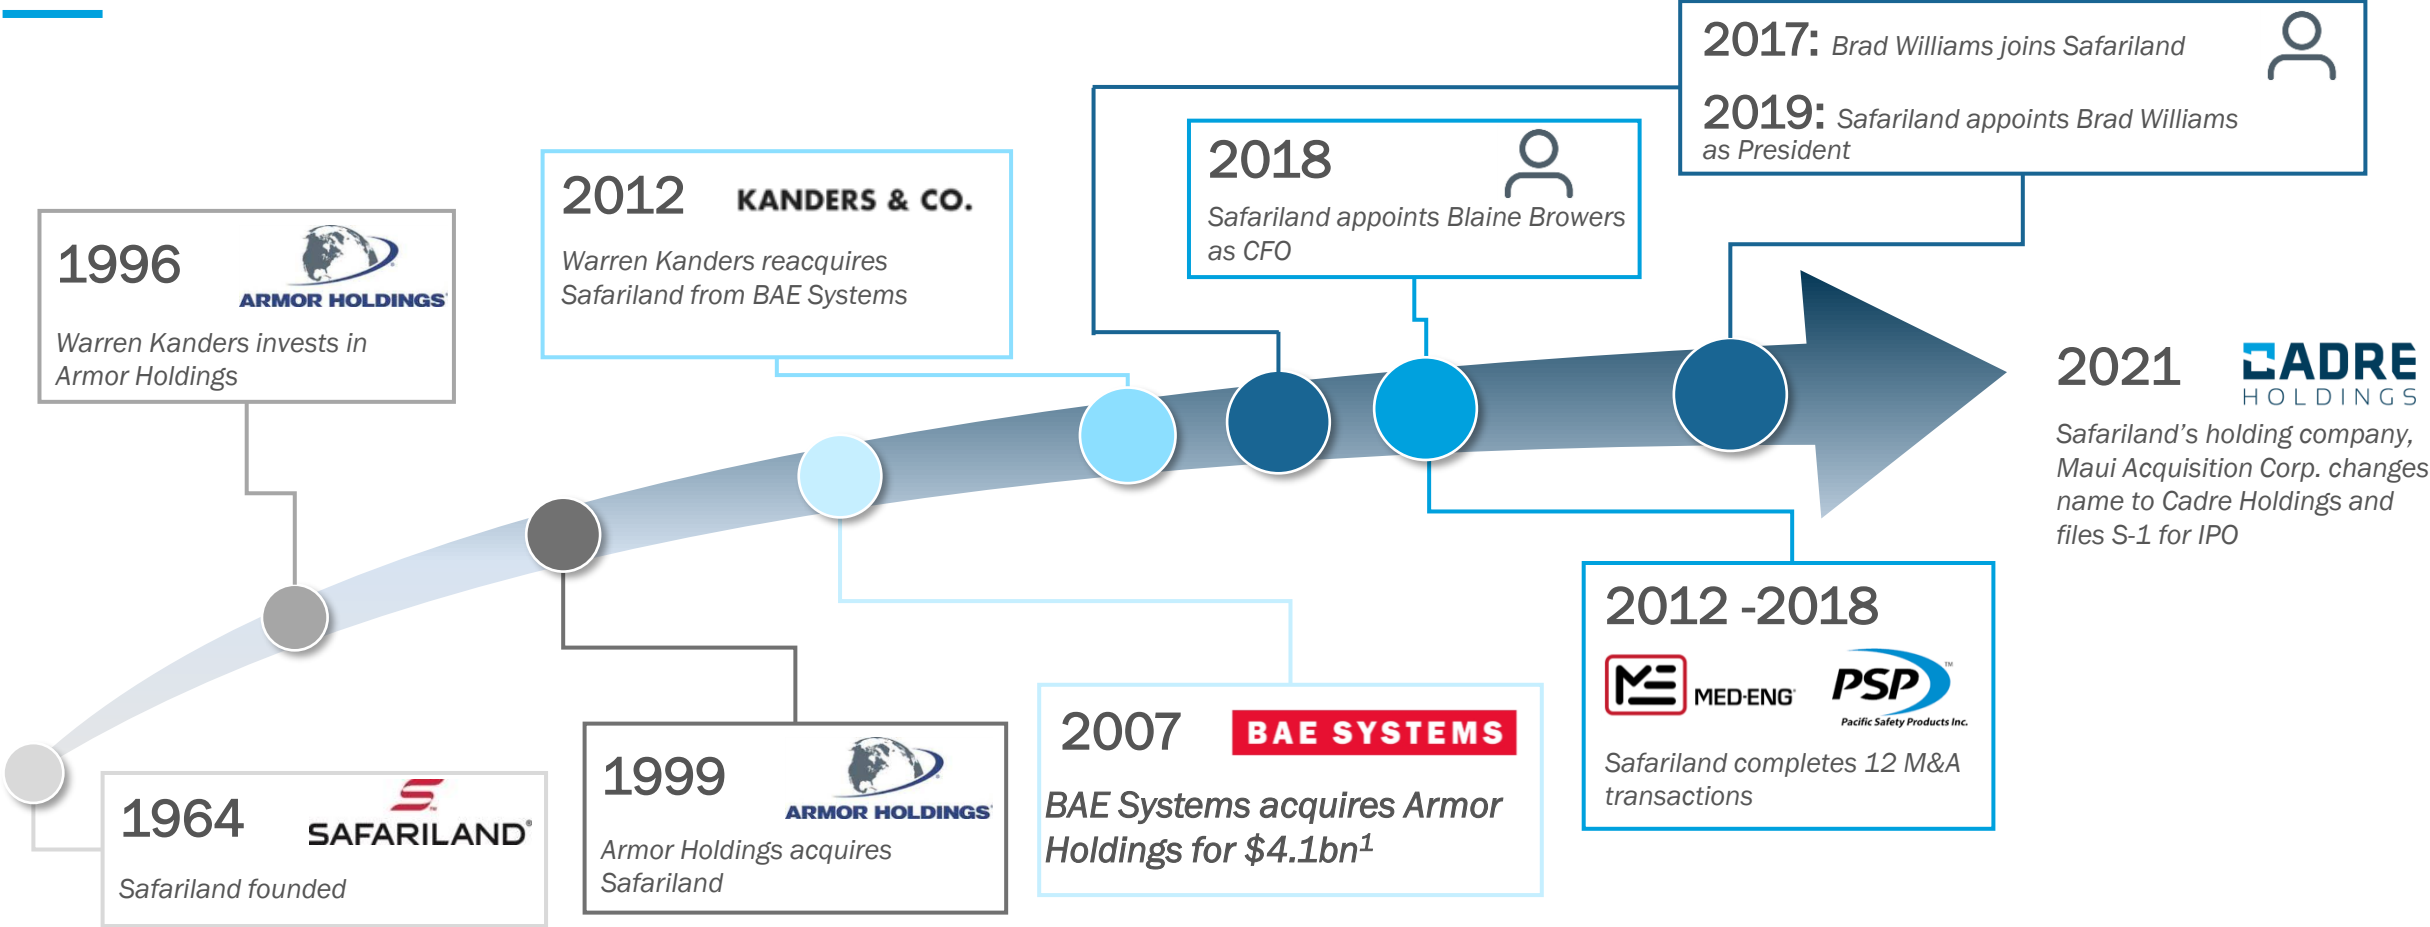 1964
SAFARILAND®
Safariland founded
1996
ARMOR HOLDINGS
Warren Kanders invests in
Armor Holdings
1999
ARMOR HOLDINGS
Armor Holdings acquires
Safariland
2007
BAE SYSTEMS
BAE Systems acquires Armor
Holdings for $4.1bn¹
2012
KANDERS & CO.
Warren Kanders reacquires
Safariland from BAE Systems
2017: Brad Williams joins Safariland
2019: Safariland appoints Brad Williams
as President
2018
Safariland appoints Blaine Browers
as CFO
2012 -2018
MED-ENG
PSP™
Pacific Safety Products Inc.
Safariland completes 12 M&A
transactions
2021
CADRE
HOLDINGS
Safariland’s holding company,
Maui Acquisition Corp. changes
name to Cadre Holdings and
files S-1 for IPO